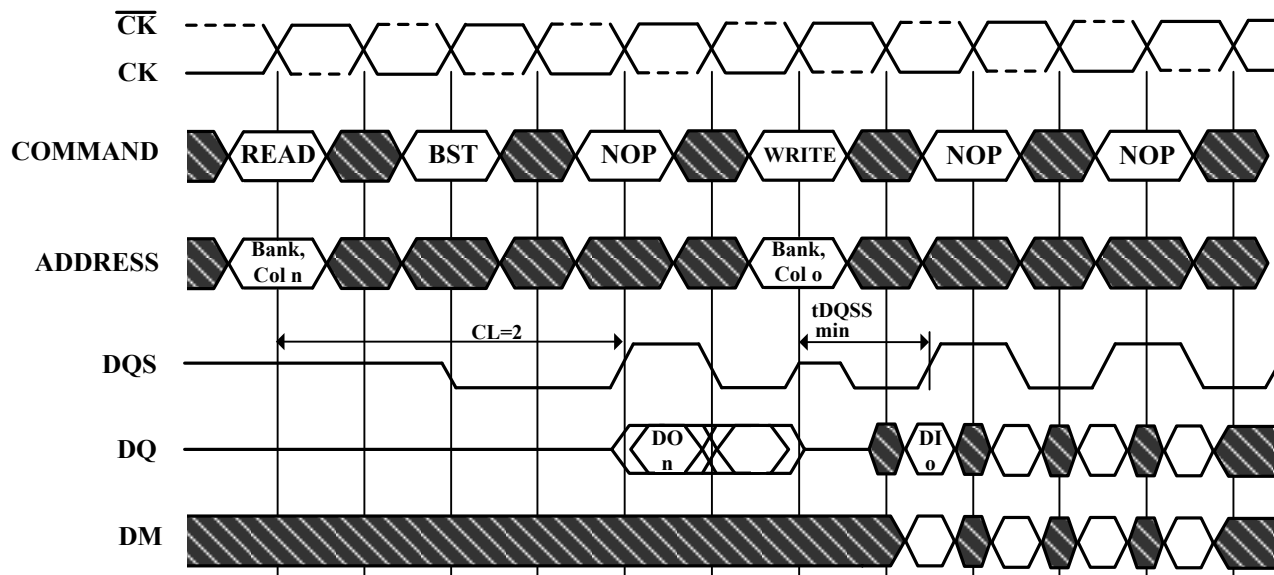 CK
CK
COMMAND
READ
BST
NOP
WRITE
NOP
NOP
ADDRESS
Bank,
Col n
Bank,
Col o
CL=2
tDQSS
min
DQS
DQ
DO
n
DI
o
DM